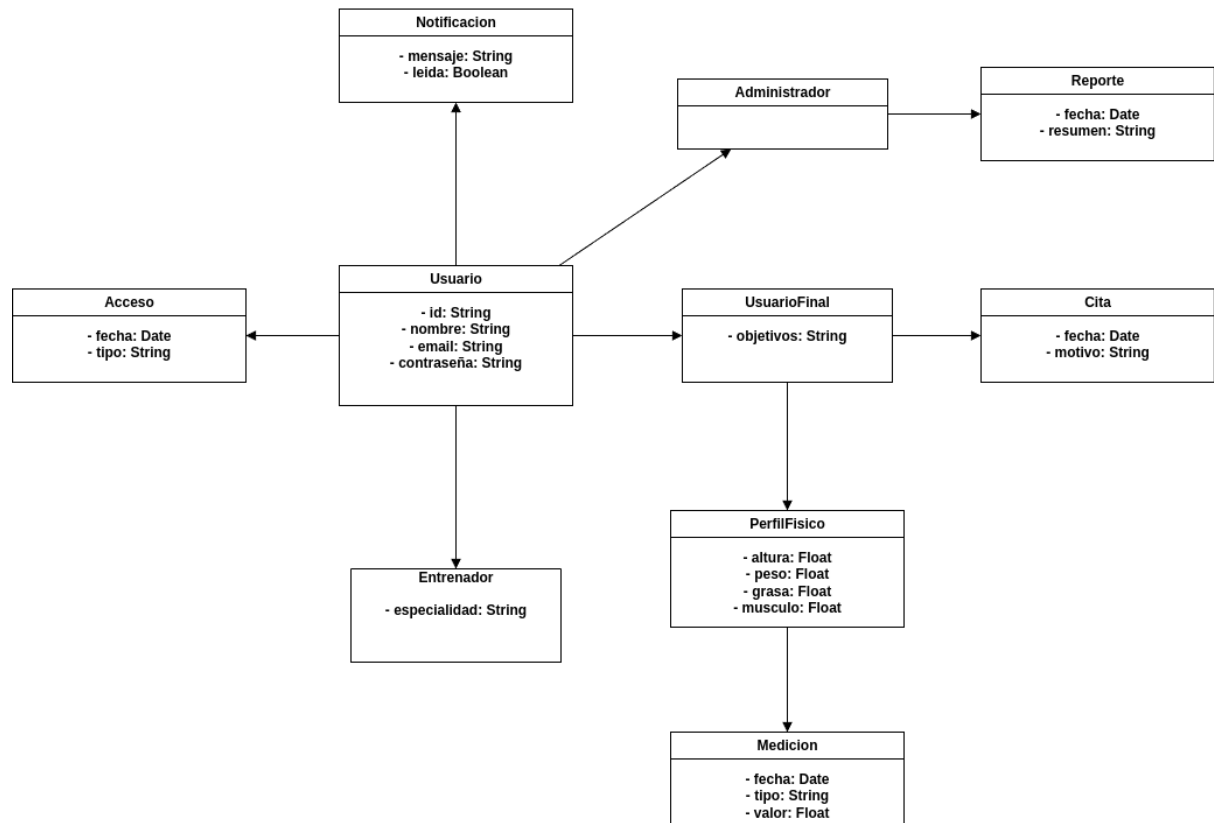 Notificacion
- mensaje: String
- leida: Boolean
Administrador
Reporte
- fecha: Date
- resumen: String
Acceso
- fecha: Date
- tipo: String
Usuario
- id: String
- nombre: String
- email: String
- contraseña: String
UsuarioFinal
- objetivos: String
Cita
- fecha: Date
- motivo: String
Entrenador
- especialidad: String
PerfilFisico
- altura: Float
- peso: Float
- grasa: Float
- musculo: Float
Medicion
- fecha: Date
- tipo: String
- valor: Float